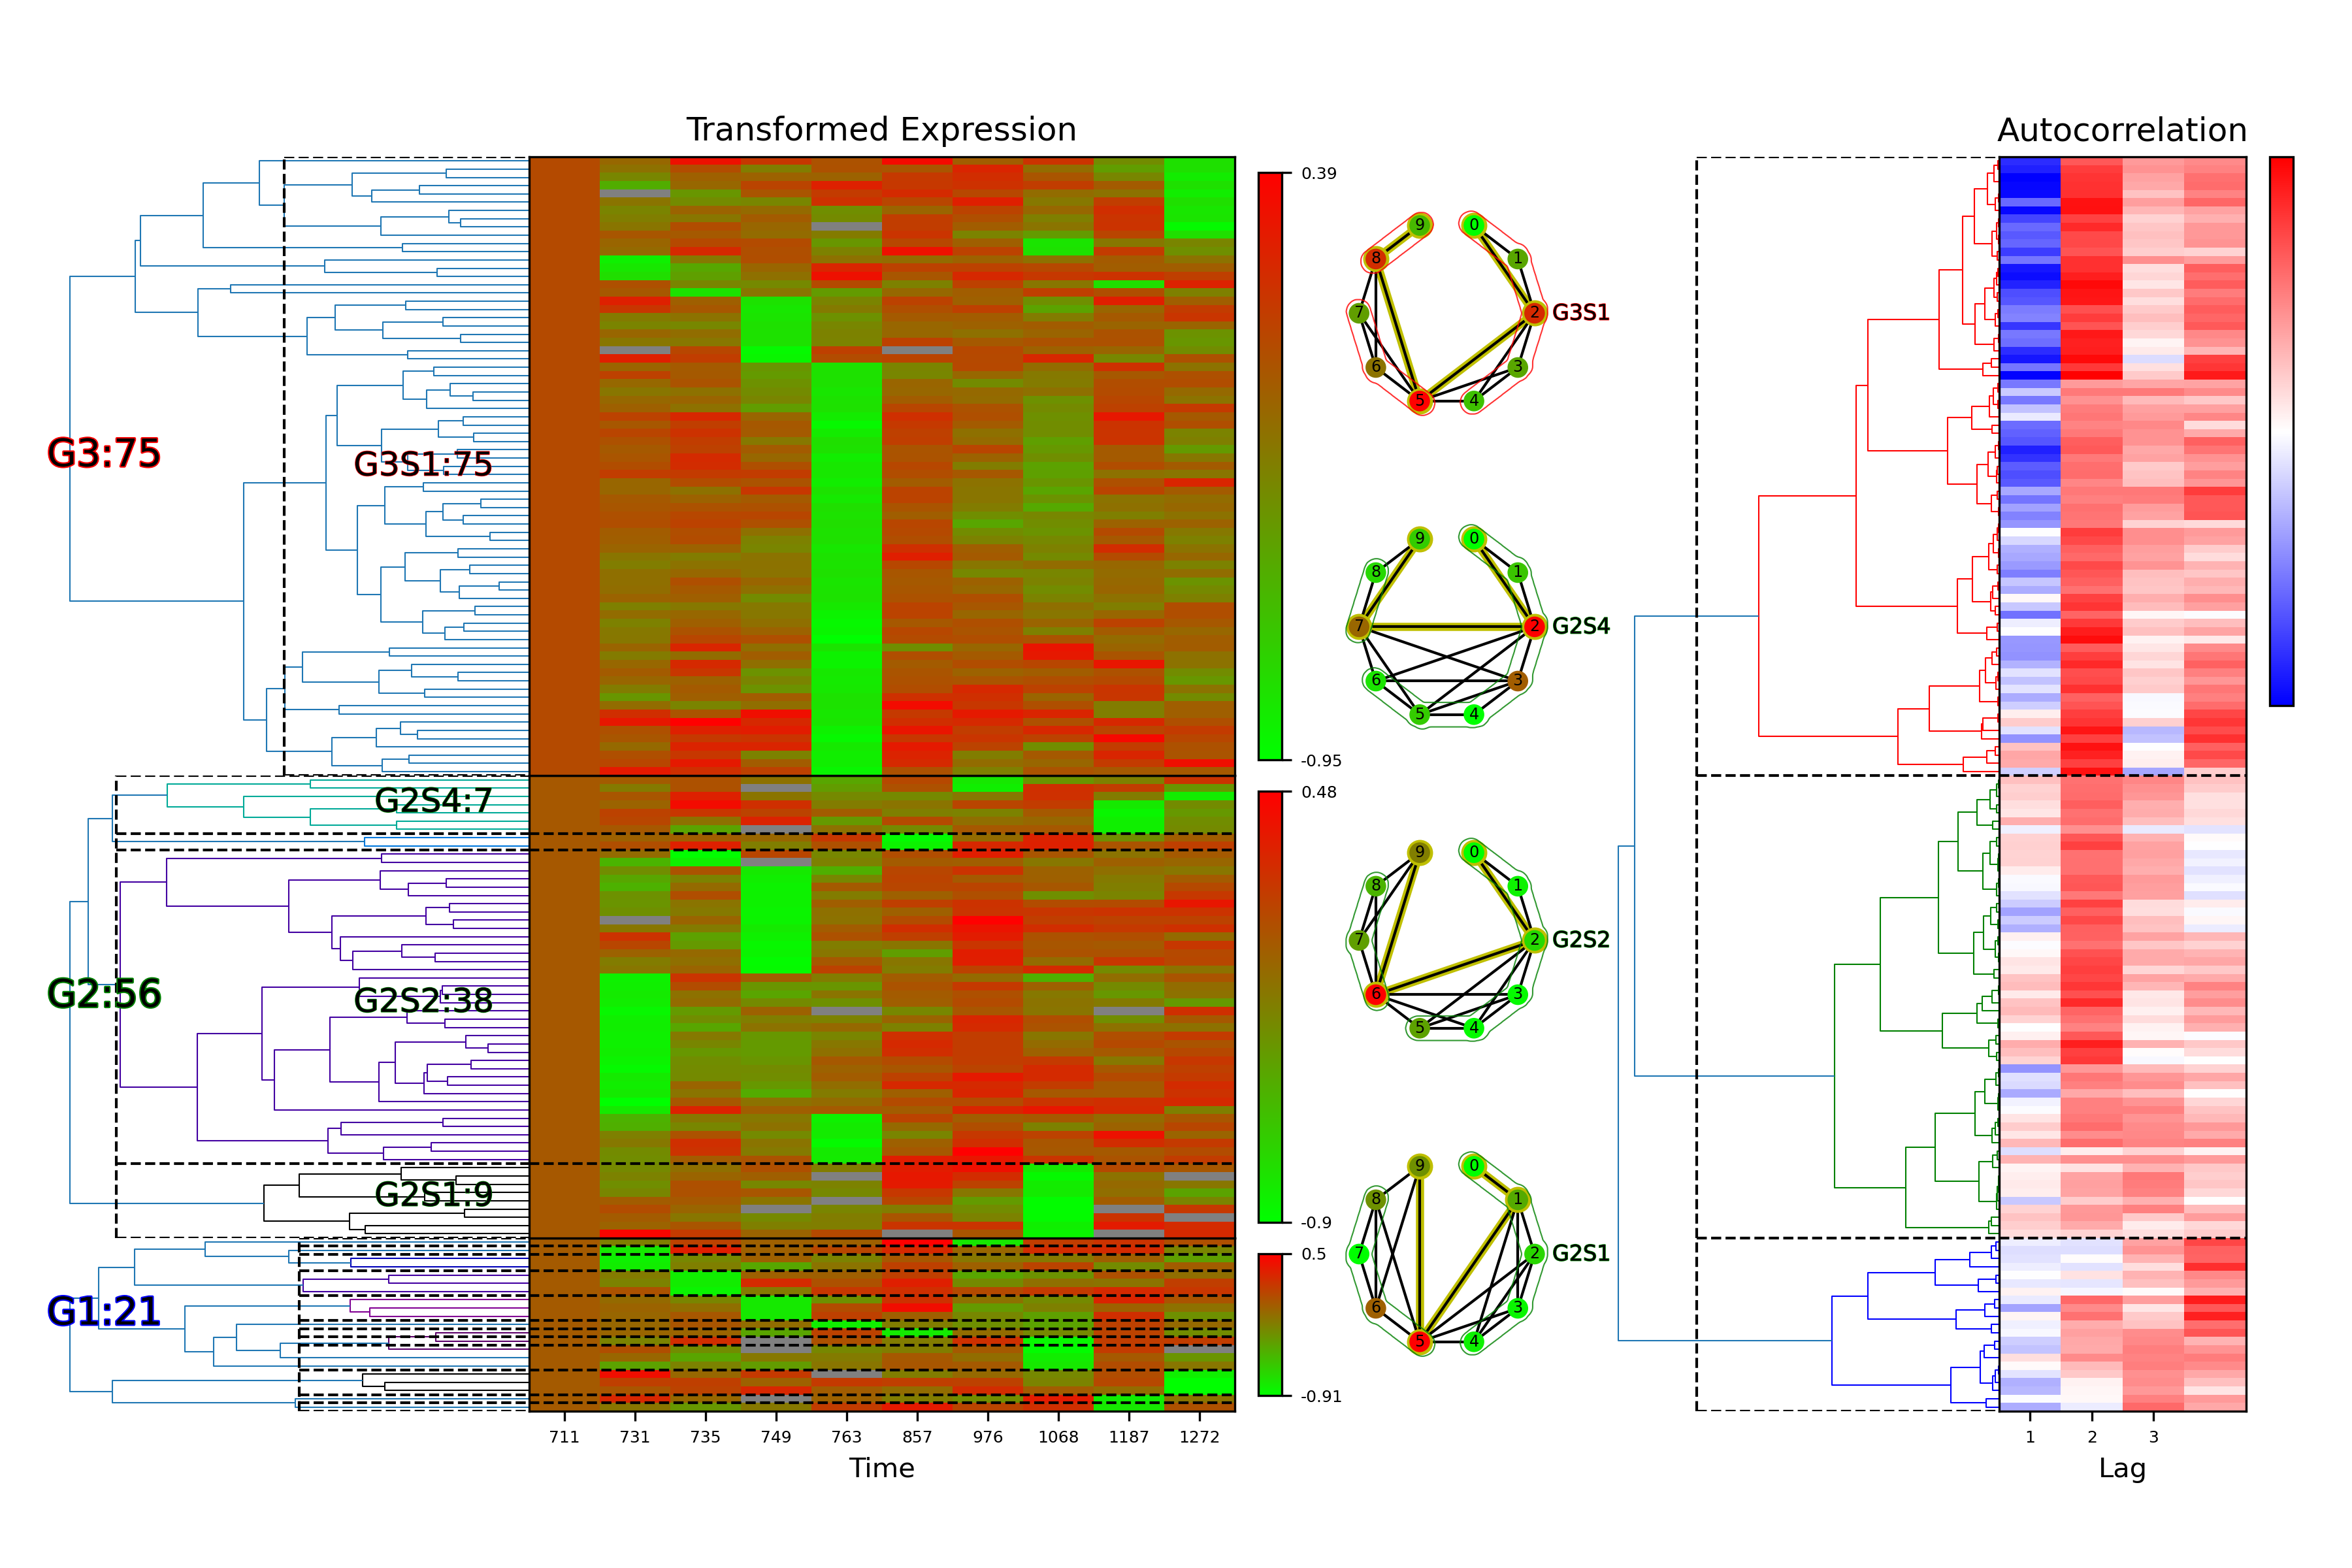 Transformed Expression
Autocorrelation
G3:75
G3S1:75
G2S4:7
G2:56
G2S2:38
G2S1:9
G1:21
711 731 735 749 763 857 976 1068 1187 1272
Time
0.39
-0.95
0.48
-0.9
0.5
-0.91
9 0
8 1
7 2 G3S1
6 3
5 4
9 0
8 1
7 2 G2S4
6 3
5 4
9 0
8 1
7 2 G2S2
6 3
5 4
9 0
8 1
7 2 G2S1
6 3
5 4
1 2 3
Lag